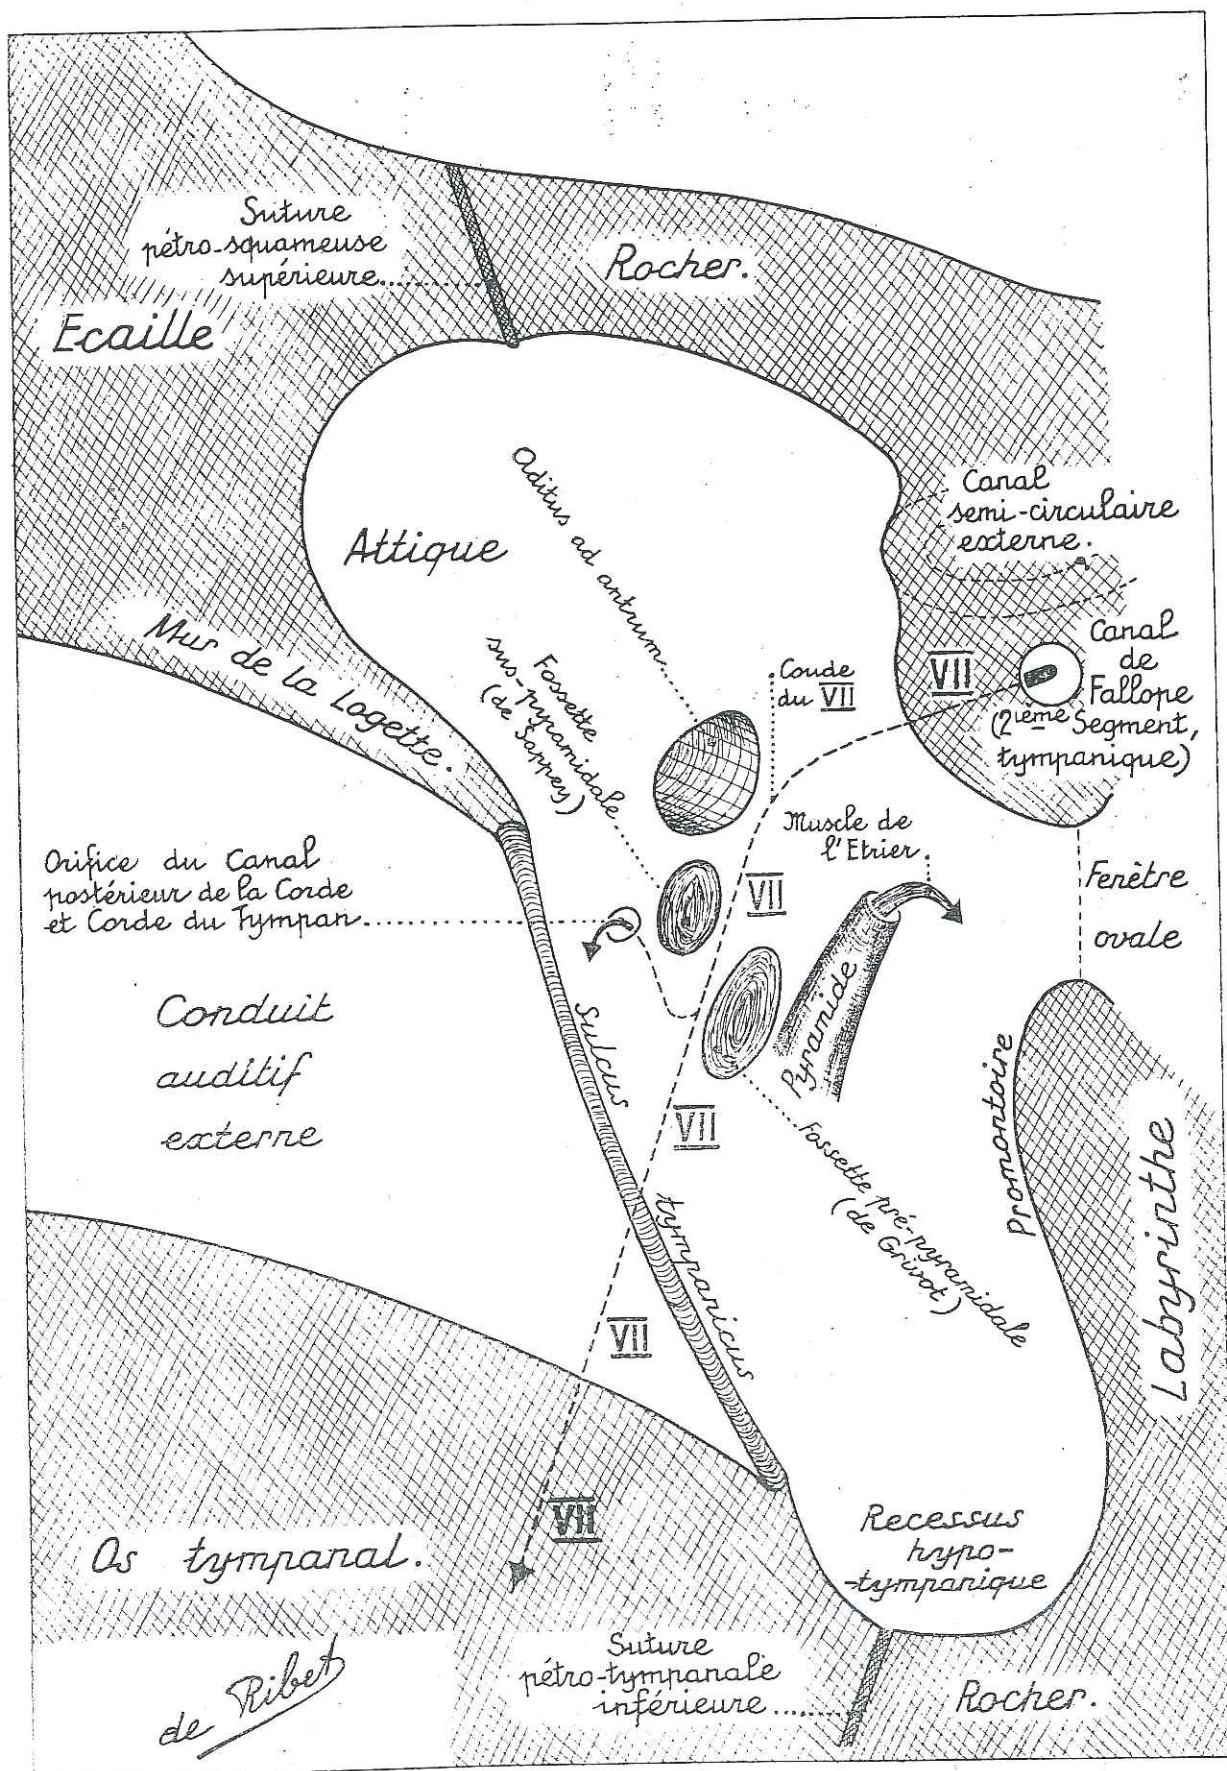 Suture
pétro-squameuse
supérieure
Rocher.
Ecaille
Aditus ad antrum
Canal
semi-circulaire
externe.
Attique
Mur de la Logette.
Fossette
sus-pyramidale
(de Sappey)
Coude
du VII
VII
Canal
de
Fallope
(2ième Segment,
tympanique)
Muscle de
l'Etrier
Orifice du Canal
postérieur de la Corde
et Corde du Tympan
VII
Fenêtre
ovale
Pyramide
Conduit
auditif
externe
Sulcus
tympanicus
VII
Promontoire
Labyrinthe
Fossette pré-pyramidale
(de Grivot)
VII
VII
Os tympanal.
Recessus
hypo-
-tympanique
Suture
pétro-tympanale
inférieure
Rocher.
de Ribet